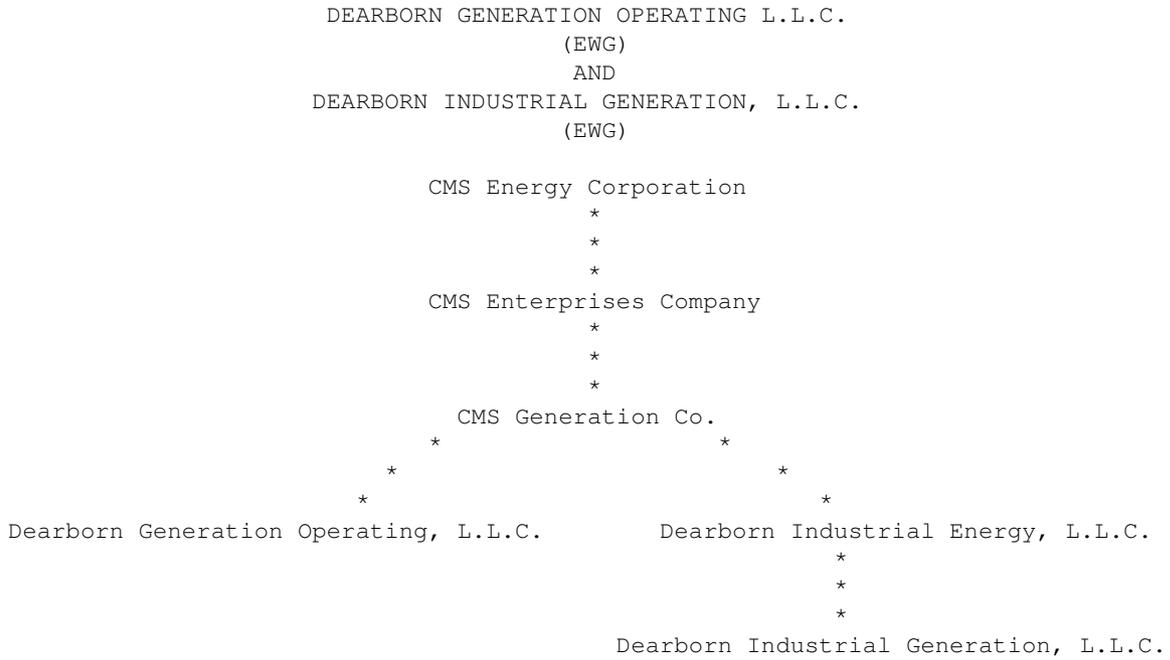 DEARBORN GENERATION OPERATING L.L.C.
(EWG)
AND
DEARBORN INDUSTRIAL GENERATION, L.L.C.
(EWG)
CMS Energy Corporation
*
*
*
CMS Enterprises Company
*
*
*
CMS Generation Co.
* *
* *
* *
Dearborn Generation Operating, L.L.C. Dearborn Industrial Energy, L.L.C.
*
*
*
Dearborn Industrial Generation, L.L.C.